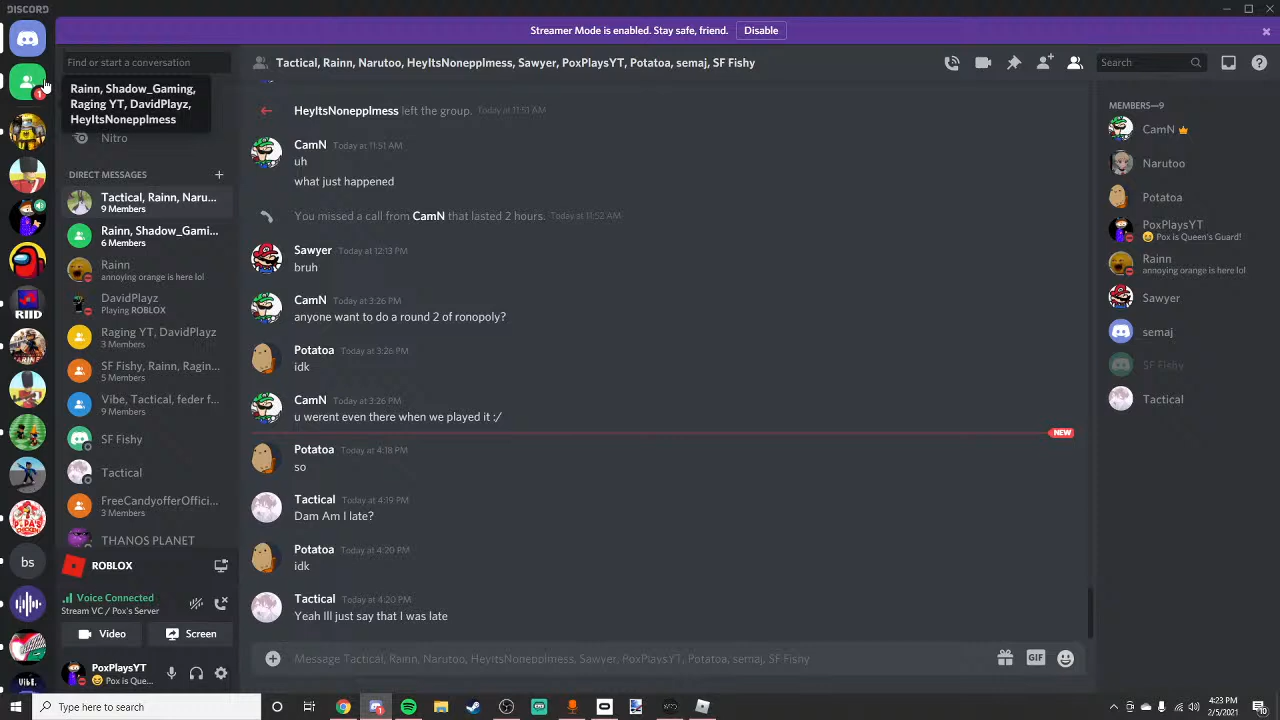 DISCORD
Streamer Mode is enabled. Stay safe, friend.
Disable
Find or start a conversation
Rainn, Shadow_Gaming,
Raging YT, DavidPlayz,
HeyItsNonepplmess
Nitro
DIRECT MESSAGES
Tactical, Rainn, Naru...
9 Members
Rainn, Shadow_Gami...
6 Members
Rainn
annoying orange is here lol
DavidPlayz
Playing ROBLOX
Raging YT, DavidPlayz
3 Members
SF Fishy, Rainn, Ragin...
5 Members
Vibe, Tactical, feder f...
9 Members
SF Fishy
Tactical
FreeCandyofferOffici...
3 Members
THANOS PLANET
ROBLOX
Voice Connected
Stream VC / Pox's Server
Video
Screen
PoxPlaysYT
Pox is Que...
1
RIID
bs
VIBE
Tactical, Rainn, Narutoo, HeyItsNonepplmess, Sawyer, PoxPlaysYT, Potatoa, semaj, SF Fishy
Search
HeyItsNonepplmess left the group. Today at 11:51 AM
CamN Today at 11:51 AM
uh
what just happened
You missed a call from CamN that lasted 2 hours. Today at 11:52 AM
Sawyer Today at 12:13 PM
bruh
CamN Today at 3:26 PM
anyone want to do a round 2 of ronopoly?
Potatoa Today at 3:26 PM
idk
CamN Today at 3:26 PM
u werent even there when we played it :/
NEW
Potatoa Today at 4:18 PM
so
Tactical Today at 4:19 PM
Dam Am I late?
Potatoa Today at 4:20 PM
idk
Tactical Today at 4:20 PM
Yeah Ill just say that I was late
Message Tactical, Rainn, Narutoo, HeyItsNonepplmess, Sawyer, PoxPlaysYT, Potatoa, semaj, SF Fishy
GIF
MEMBERS—9
CamN
Narutoo
Potatoa
PoxPlaysYT
Pox is Queen's Guard!
Rainn
annoying orange is here lol
Sawyer
semaj
SF Fishy
Tactical
Type here to search
4:23 PM
2/5/2021